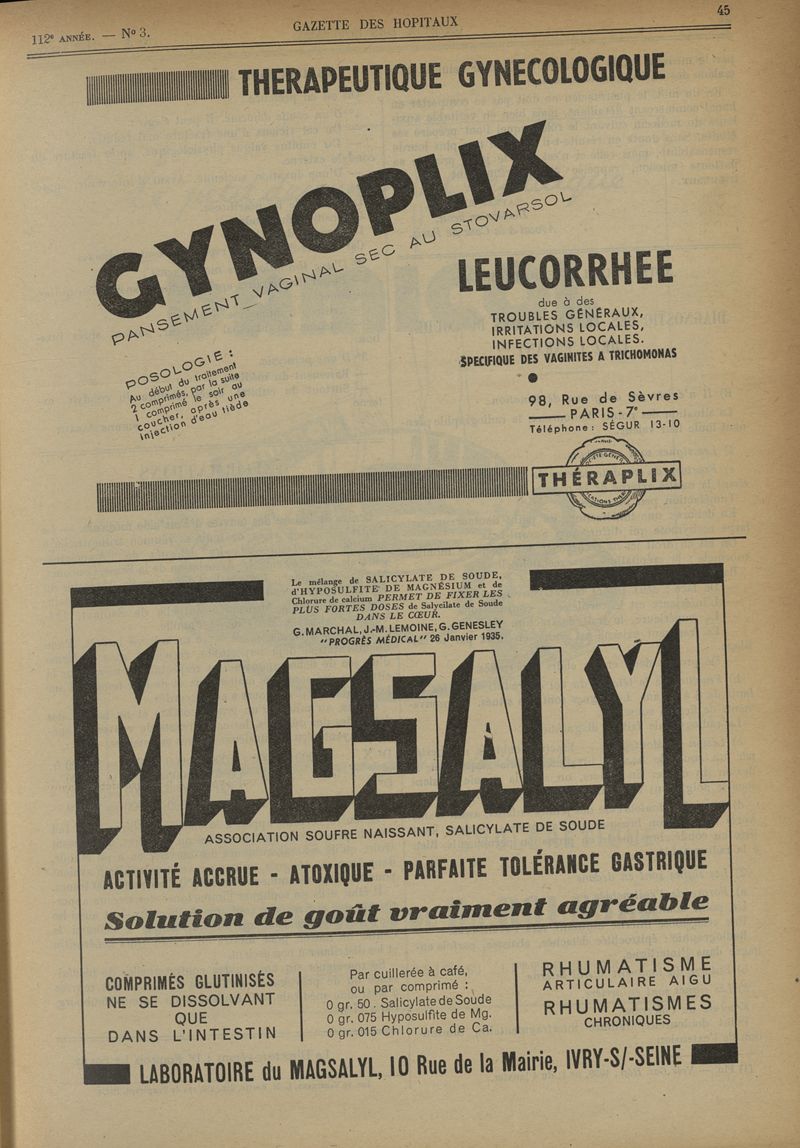 112e ANNÉE. — No 3.
GAZETTE DES HOPITAUX
45
THERAPEUTIQUE GYNECOLOGIQUE
GYNOPLIX
PANSEMENT_VAGINAL SEC AU STOVARSOL
LEUCORRHEE
due à des
TROUBLES GÉNÉRAUX,
IRRITATIONS LOCALES,
INFECTIONS LOCALES.
SPECIFIQUE DES VAGINITES A TRICHOMONAS
POSOLOGIE :
Au début du traitement
2 comprimés, par la suite
1 comprimé le soir au
coucher, après une
injection d'eau tiède
98, Rue de Sèvres
PARIS - 7e
Téléphone : SÉGUR 13-10
THÉRAPLIX
Le mélange de SALICYLATE DE SOUDE,
d'HYPOSULFITE DE MAGNÉSIUM et de
Chlorure de calcium PERMET DE FIXER LES
PLUS FORTES DOSES de Salycilate de Soude
DANS LE CŒUR.
G. MARCHAL, J.-M. LEMOINE, G. GENESLEY
"PROGRÈS MÉDICAL" 26 Janvier 1935.
MAGSALYL
ASSOCIATION SOUFRE NAISSANT, SALICYLATE DE SOUDE
ACTIVITÉ ACCRUE - ATOXIQUE - PARFAITE TOLÉRANCE GASTRIQUE
Solution de goût vraiment agréable
COMPRIMÉS GLUTINISÉS
NE SE DISSOLVANT
QUE
DANS L'INTESTIN
Par cuillerée à café,
ou par comprimé :
0 gr. 50. Salicylate de Soude
0 gr. 075 Hyposulfite de Mg.
0 gr. 015 Chlorure de Ca.
RHUMATISME
ARTICULAIRE AIGU
RHUMATISMES
CHRONIQUES
LABORATOIRE du MAGSALYL, 10 Rue de la Mairie, IVRY-S/-SEINE